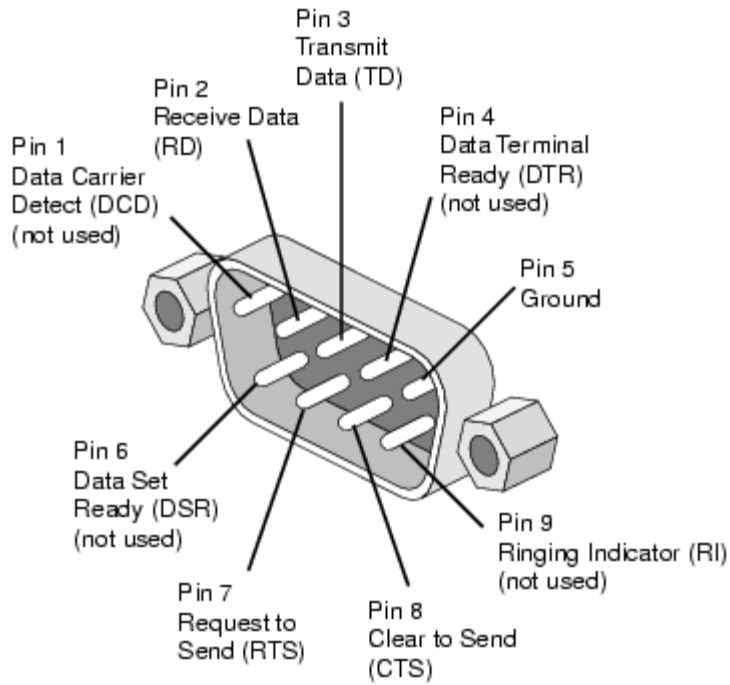 Pin 3
Transmit
Data (TD)
Pin 2
Receive Data
(RD)
Pin 4
Data Terminal
Ready (DTR)
(not used)
Pin 1
Data Carrier
Detect (DCD)
(not used)
Pin 5
Ground
Pin 6
Data Set
Ready (DSR)
(not used)
Pin 9
Ringing Indicator (RI)
(not used)
Pin 7
Request to
Send (RTS)
Pin 8
Clear to Send
(CTS)